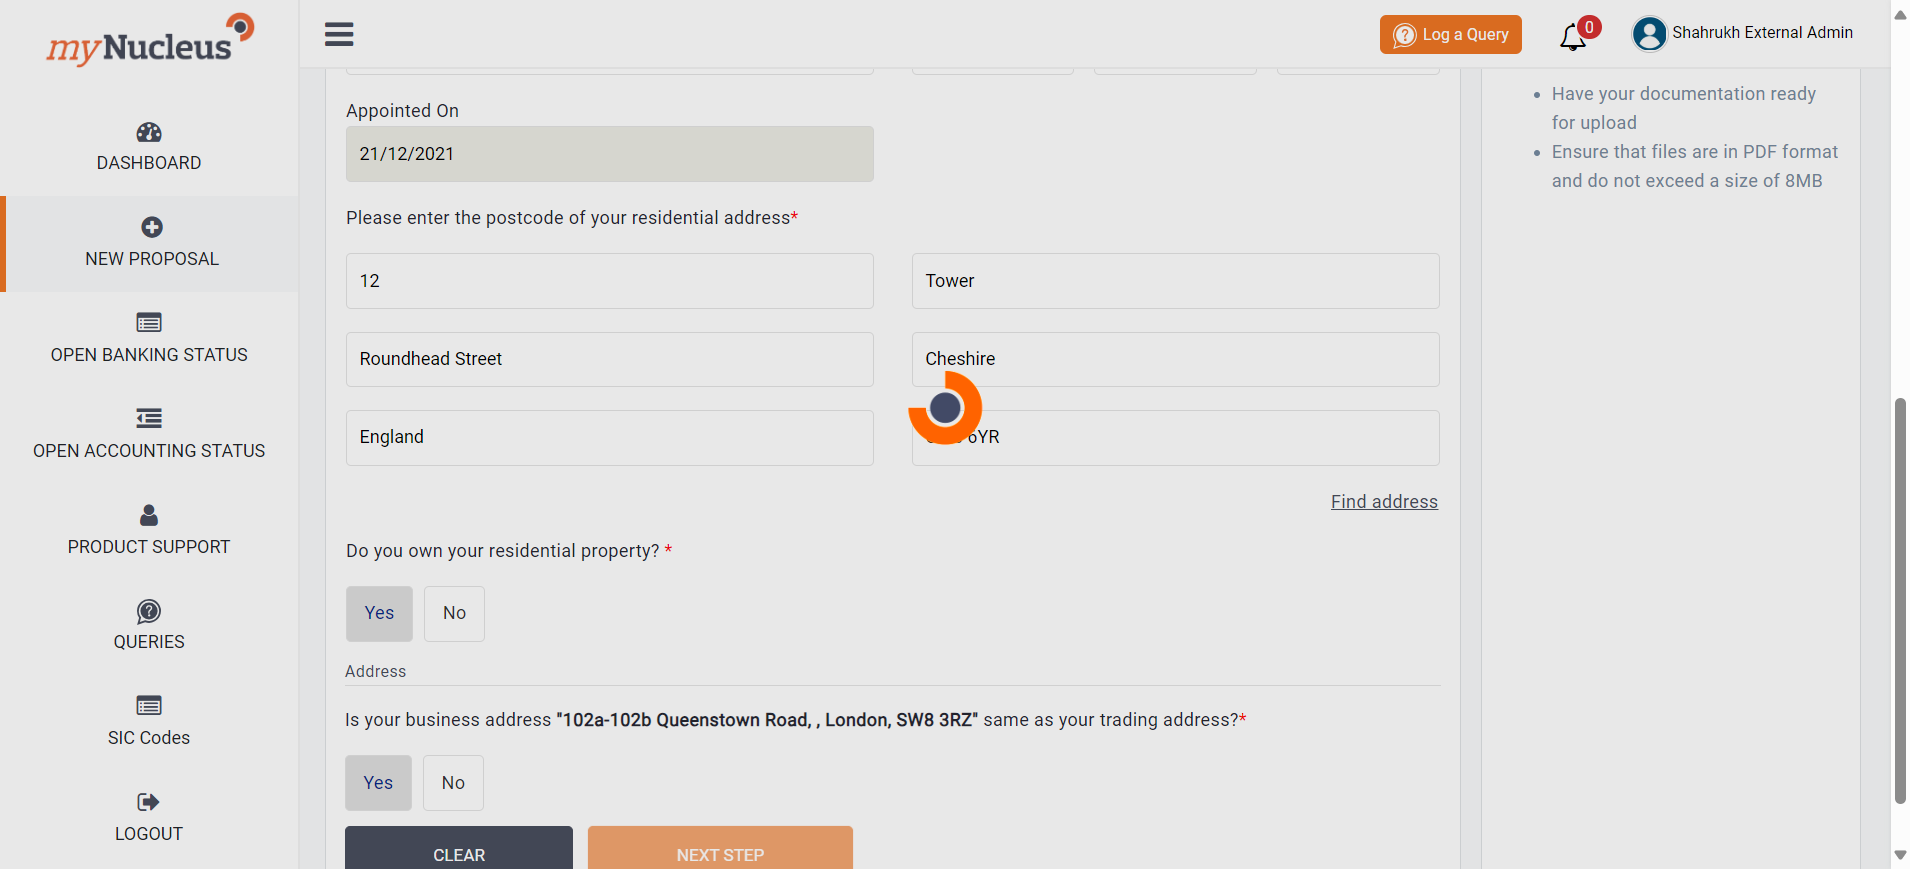 myNucleus
Log a Query
0
Shahrukh External Admin
DASHBOARD
NEW PROPOSAL
OPEN BANKING STATUS
OPEN ACCOUNTING STATUS
PRODUCT SUPPORT
QUERIES
SIC Codes
LOGOUT
Appointed On
21/12/2021
Please enter the postcode of your residential address*
12
Tower
Roundhead Street
Cheshire
England
6YR
Find address
Do you own your residential property? *
Yes
No
Address
Is your business address "102a-102b Queenstown Road, , London, SW8 3RZ" same as your trading address?*
Yes
No
CLEAR
NEXT STEP
• Have your documentation ready
for upload
• Ensure that files are in PDF format
and do not exceed a size of 8MB